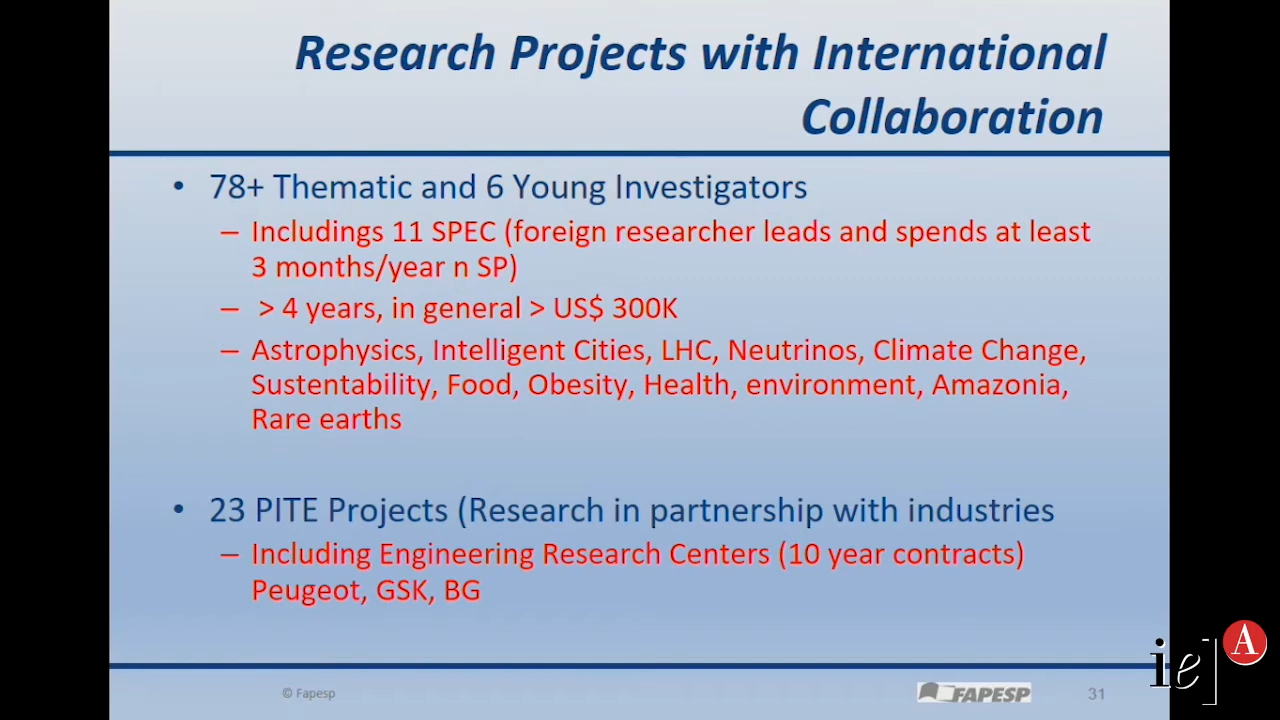 Research Projects with International
Collaboration
• 78+ Thematic and 6 Young Investigators
– Includings 11 SPEC (foreign researcher leads and spends at least
3 months/year n SP)
– > 4 years, in general > US$ 300K
– Astrophysics, Intelligent Cities, LHC, Neutrinos, Climate Change,
Sustentability, Food, Obesity, Health, environment, Amazonia,
Rare earths
• 23 PITE Projects (Research in partnership with industries
– Including Engineering Research Centers (10 year contracts)
Peugeot, GSK, BG
© Fapesp
FAPESP
31
ie] A